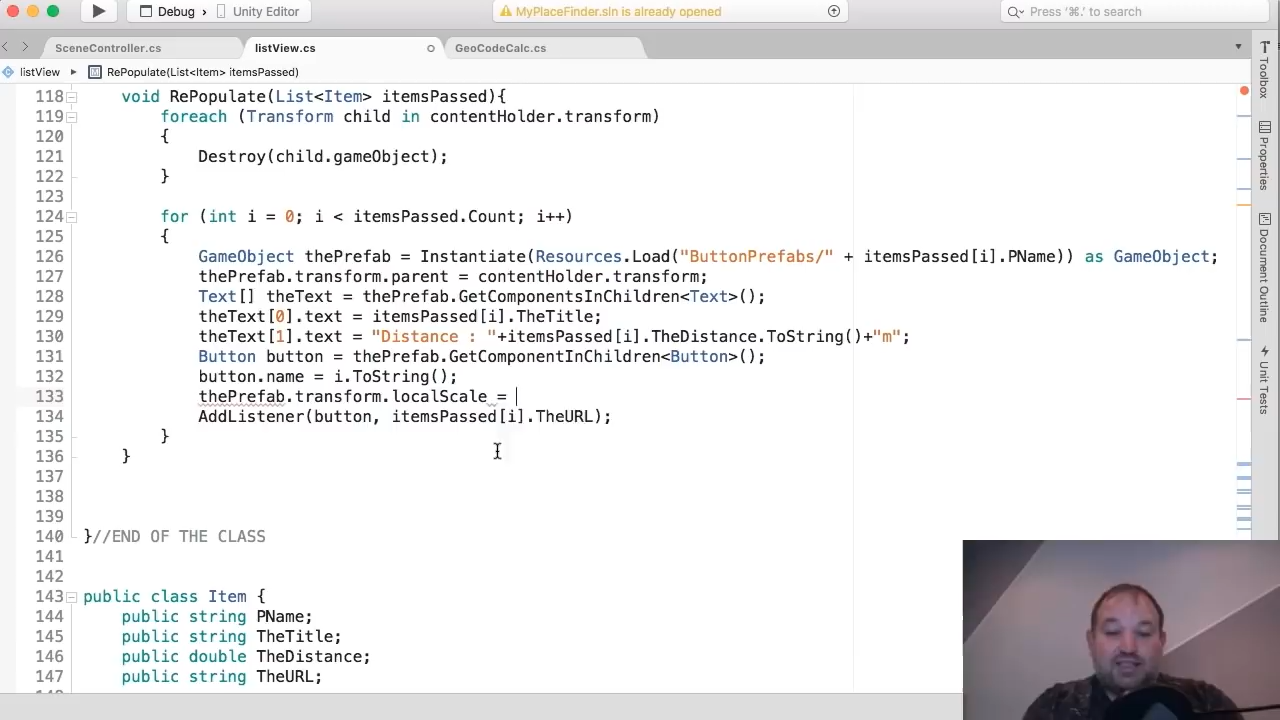 Debug › Unity Editor
MyPlaceFinder.sln is already opened
Press '⌘.' to search
SceneController.cs
listView.cs
GeoCodeCalc.cs
listView ▸ M RePopulate(List<Item> itemsPassed)
118 void RePopulate(List<Item> itemsPassed){
119 foreach (Transform child in contentHolder.transform)
120 {
121 Destroy(child.gameObject);
122 }
123
124 for (int i = 0; i < itemsPassed.Count; i++)
125 {
126 GameObject thePrefab = Instantiate(Resources.Load("ButtonPrefabs/" + itemsPassed[i].PName)) as GameObject;
127 thePrefab.transform.parent = contentHolder.transform;
128 Text[] theText = thePrefab.GetComponentsInChildren<Text>();
129 theText[0].text = itemsPassed[i].TheTitle;
130 theText[1].text = "Distance : "+itemsPassed[i].TheDistance.ToString()+"m";
131 Button button = thePrefab.GetComponentInChildren<Button>();
132 button.name = i.ToString();
133 thePrefab.transform.localScale =
134 AddListener(button, itemsPassed[i].TheURL);
135 }
136 }
137
138
139
140 }//END OF THE CLASS
141
142
143 public class Item {
144 public string PName;
145 public string TheTitle;
146 public double TheDistance;
147 public string TheURL;
Toolbox
Properties
Document Outline
Unit Tests